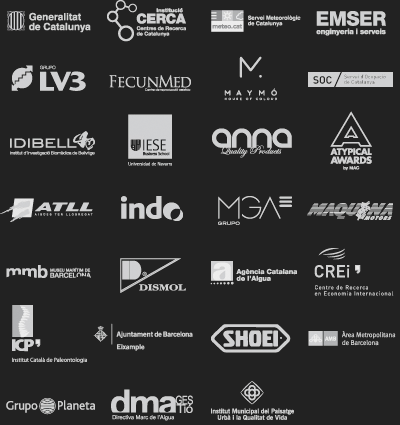 Generalitat
de Catalunya
Institució
CERCA
Centres de Recerca
de Catalunya
meteo.cat
Servei Meteorològic
de Catalunya
EMSER
enginyeria i serveis
GRUPO
LV3
FECUNMED
M.
MAYMÓ
HOUSE OF COLOUR
SOC
Servei d'Ocupació
de Catalunya
IDIBELL
Institut d'Investigació Biomèdica de Bellvitge
IESE
Business School
Universidad de Navarra
anna
Quality Products
ATYPICAL
AWARDS
by MAC
ATLL
AIGÜES TER LLOBREGAT
indo
MGA
GRUPO
MAQUINA
MOTORS
mmb
MUSEU MARÍTIM DE
BARCELONA
D
DISMOL
aca
Agència Catalana
de l'Aigua
CREi
Centre de Recerca
en Economia Internacional
ICP
Institut Català de Paleontologia
Ajuntament de Barcelona
Eixample
SHOEI
AMB
Àrea Metropolitana
de Barcelona
Grupo Planeta
dma
GES
TIÓ
Directiva Marc de l'Aigua
Institut Municipal del Paisatge
Urbà i la Qualitat de Vida